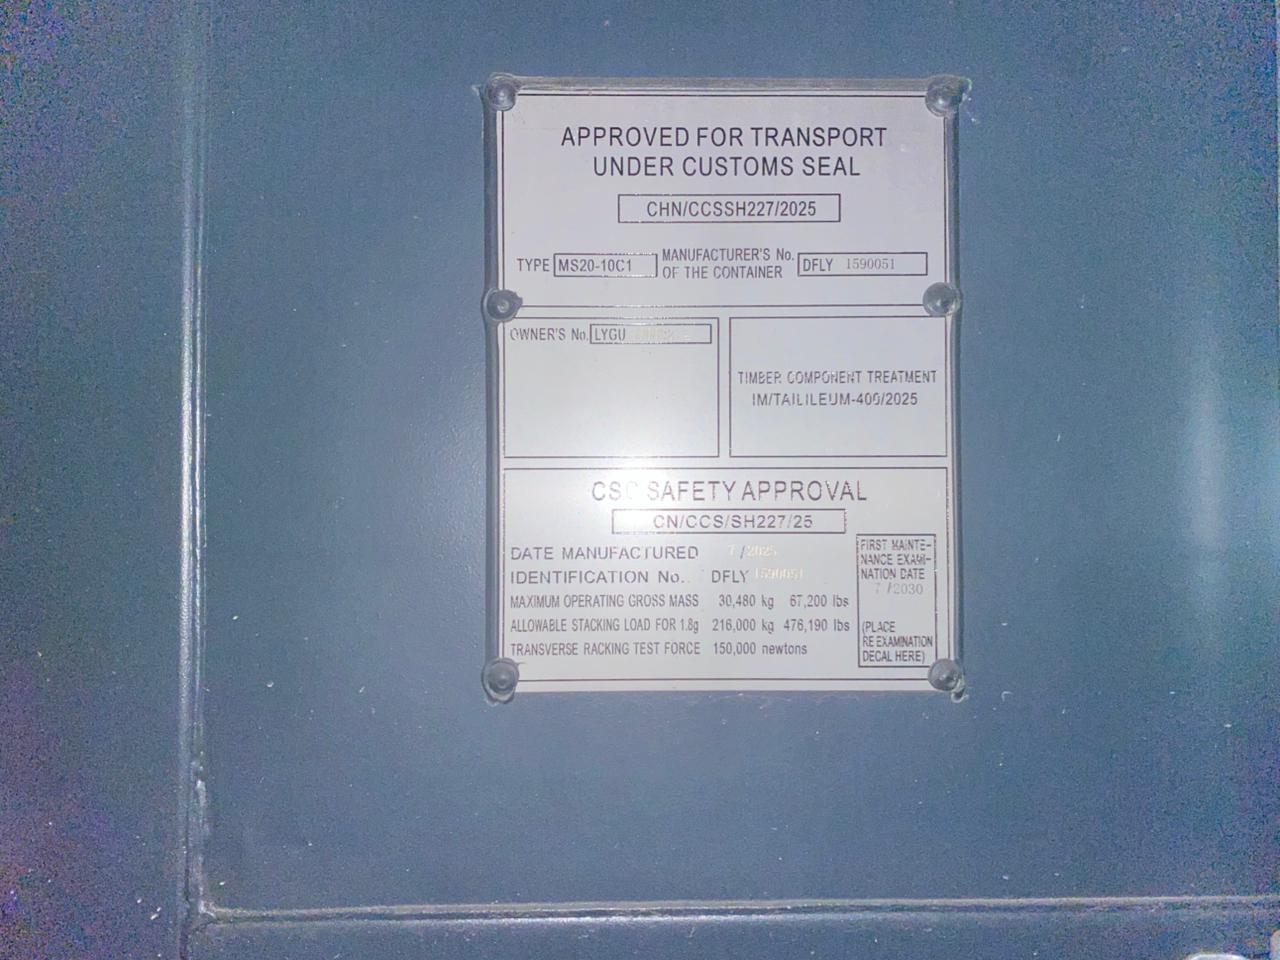 APPROVED FOR TRANSPORT
UNDER CUSTOMS SEAL
CHN/CCSSH227/2025
TYPE MS20-10C1 MANUFACTURER'S No. OF THE CONTAINER DFLY 1590051
OWNER'S No. LYGU
TIMBER COMPONENT TREATMENT
IM/TAILILEUM-400/2025
CSC SAFETY APPROVAL
CN/CCS/SH227/25
DATE MANUFACTURED 7/2025
IDENTIFICATION No. DFLY 1590051
MAXIMUM OPERATING GROSS MASS 30,480 kg 67,200 lbs
ALLOWABLE STACKING LOAD FOR 1.8g 216,000 kg 476,190 lbs
TRANSVERSE RACKING TEST FORCE 150,000 newtons
FIRST MAINTE-
NANCE EXAMI-
NATION DATE
7/2030
(PLACE
RE EXAMINATION
DECAL HERE)